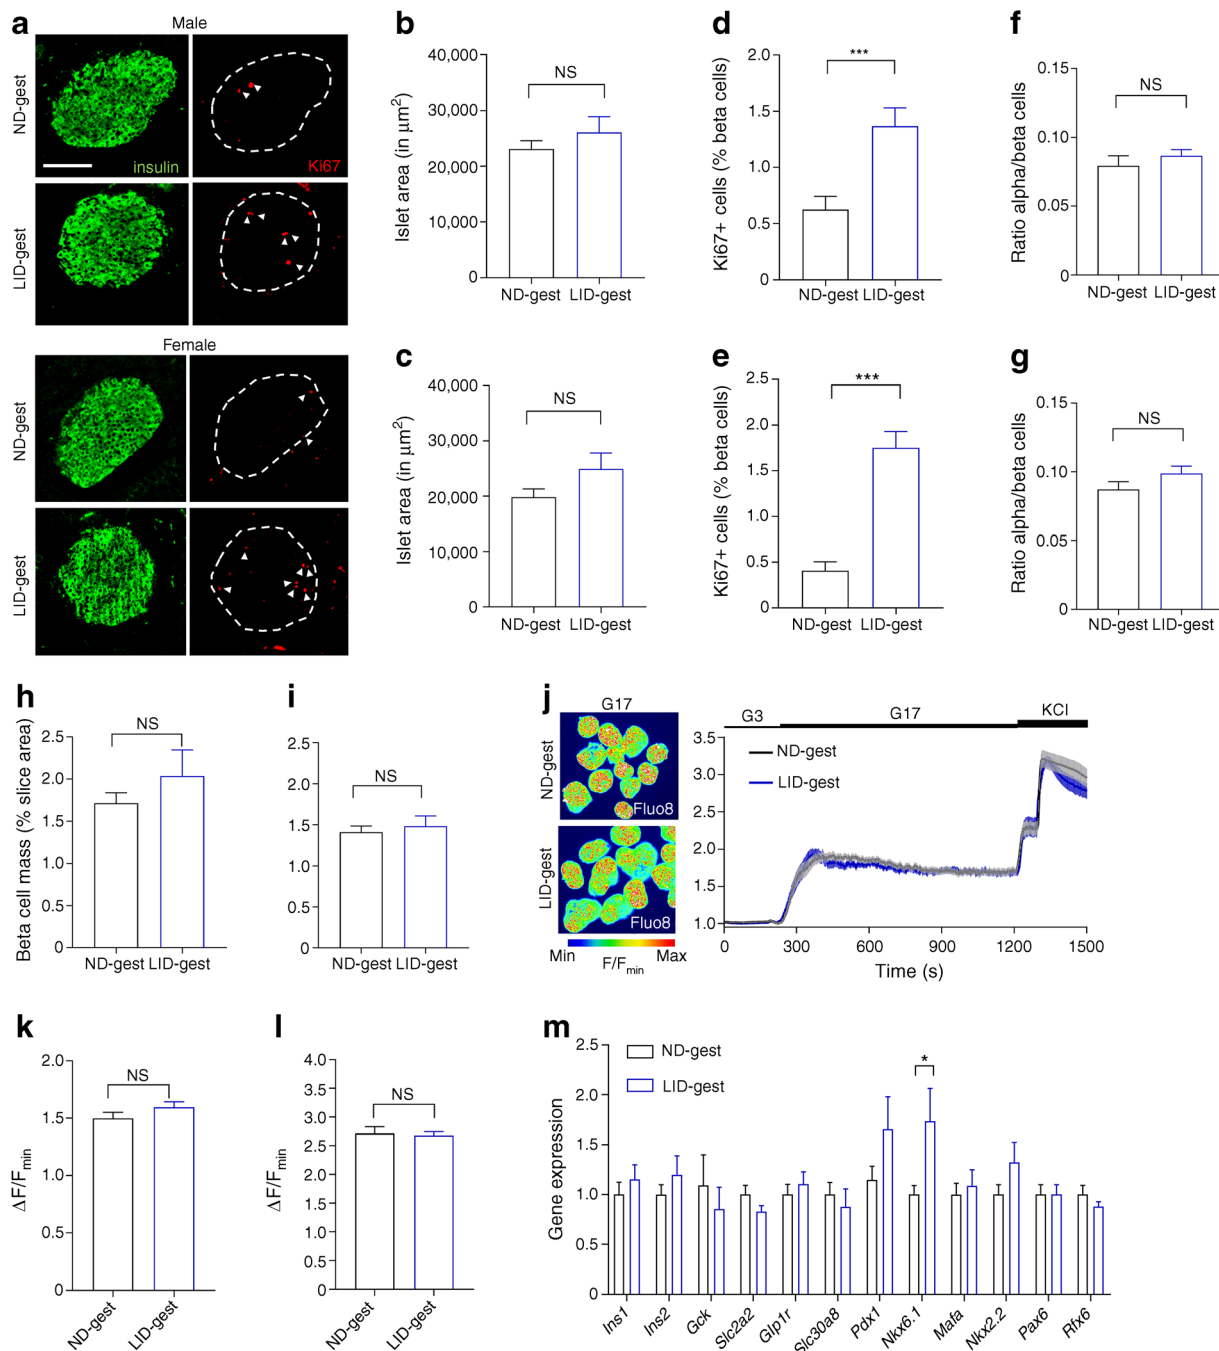 a
Male
ND-gest
insulin
Ki67
LID-gest
Female
ND-gest
LID-gest
b
Islet area (in μm²)
40,000
30,000
20,000
10,000
0
NS
ND-gest LID-gest
c
Islet area (in μm²)
40,000
30,000
20,000
10,000
0
NS
ND-gest LID-gest
d
Ki67+ cells (% beta cells)
2.0
1.5
1.0
0.5
0
***
ND-gest LID-gest
e
Ki67+ cells (% beta cells)
2.5
2.0
1.5
1.0
0.5
0
***
ND-gest LID-gest
f
Ratio alpha/beta cells
0.15
0.10
0.05
0
NS
ND-gest LID-gest
g
Ratio alpha/beta cells
0.15
0.10
0.05
0
NS
ND-gest LID-gest
h
Beta cell mass (% slice area)
2.5
2.0
1.5
1.0
0.5
0
NS
ND-gest LID-gest
i
2.5
2.0
1.5
1.0
0.5
0
NS
ND-gest LID-gest
j
G17
ND-gest
Fluo8
LID-gest
Fluo8
Min F/Fmin Max
G3 G17 KCl
ND-gest
LID-gest
3.5
3.0
2.5
2.0
1.5
1.0
0 300 600 900 1200 1500
Time (s)
k
ΔF/Fmin
2.0
1.5
1.0
0.5
0
NS
ND-gest LID-gest
l
ΔF/Fmin
4.0
3.5
3.0
2.5
2.0
1.5
1.0
0.5
0
NS
ND-gest LID-gest
m
Gene expression
2.5
2.0
1.5
1.0
0.5
0
ND-gest
LID-gest
*
Ins1 Ins2 Gck Slc2a2 Glp1r Slc30a8 Pdx1 Nkx6.1 Mafa Nkx2.2 Pax6 Rfx6